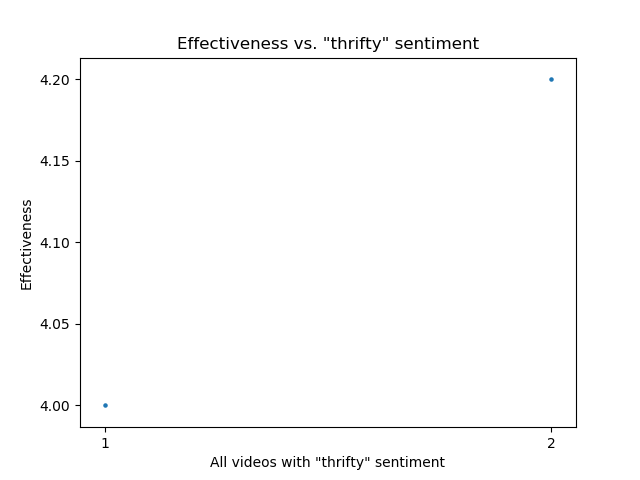 Effectiveness vs. "thrifty" sentiment
4.20
4.15
4.10
4.05
4.00
Effectiveness
1
2
All videos with "thrifty" sentiment